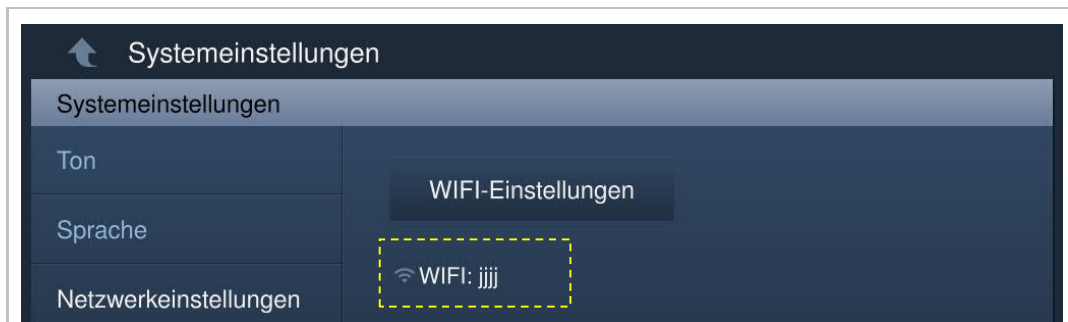 Systemeinstellungen
Systemeinstellungen
Ton
WIFI-Einstellungen
Sprache
WIFI: jjjj
Netzwerkeinstellungen